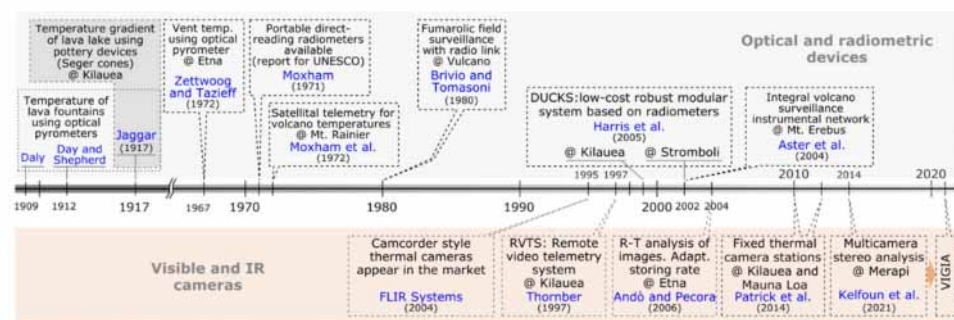 Temperature gradient
of lava lake using
pottery devices
(Seger cones)
@ Kilauea
Temperature of
lava fountains
using optical
pyrometers
Daly
Day and
Shepherd
Jaggar
(1917)
Vent temp.
using optical
pyrometer
@ Etna
Zettwoog
and Tazieff
(1972)
Portable direct-
reading radiometers
available
(report for UNESCO)
Moxham
(1971)
Satellital telemetry for
volcano temperatures
@ Mt. Rainier
Moxham et al.
(1972)
Fumarolic field
surveillance
with radio link
@ Vulcano
Brivio and
Tomasoni
(1980)
Optical and radiometric
devices
DUCKS:low-cost robust modular
system based on radiometers
Harris et al.
(2005)
@ Kilauea @ Stromboli
Integral volcano
surveillance
instrumental network
@ Mt. Erebus
Aster et al.
(2004)
1909 1912 1917 1967 1970 1980 1990 1995 1997 2000 2002 2004 2010 2014 2020
Visible and IR
cameras
Camcorder style
thermal cameras
appear in the market
FLIR Systems
(2004)
RVTS: Remote
video telemetry
system
@ Kilauea
Thornber
(1997)
R-T analysis of
images. Adapt.
storing rate
@ Etna
Andò and Pecora
(2006)
Fixed thermal
camera stations
@ Kilauea and
Mauna Loa
Patrick et al.
(2014)
Multicamera
stereo analysis
@ Merapi
Kelfoun et al.
(2021)
VIGIA